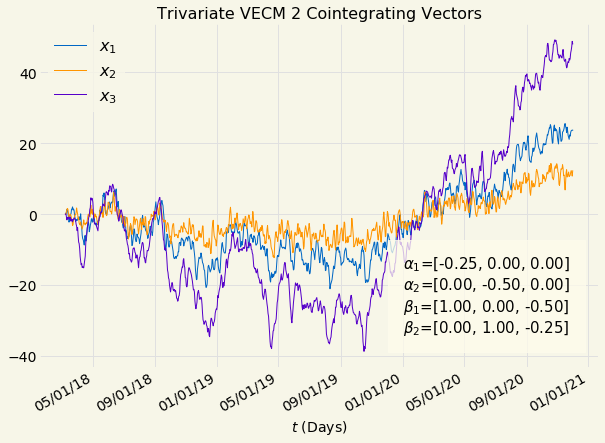 Trivariate VECM 2 Cointegrating Vectors
x₁
x₂
x₃
40
20
0
−20
−40
α₁=[-0.25, 0.00, 0.00]
α₂=[0.00, -0.50, 0.00]
β₁=[1.00, 0.00, -0.50]
β₂=[0.00, 1.00, -0.25]
05/01/18 09/01/18 01/01/19 05/01/19 09/01/19 01/01/20 05/01/20 09/01/20 01/01/21
t (Days)